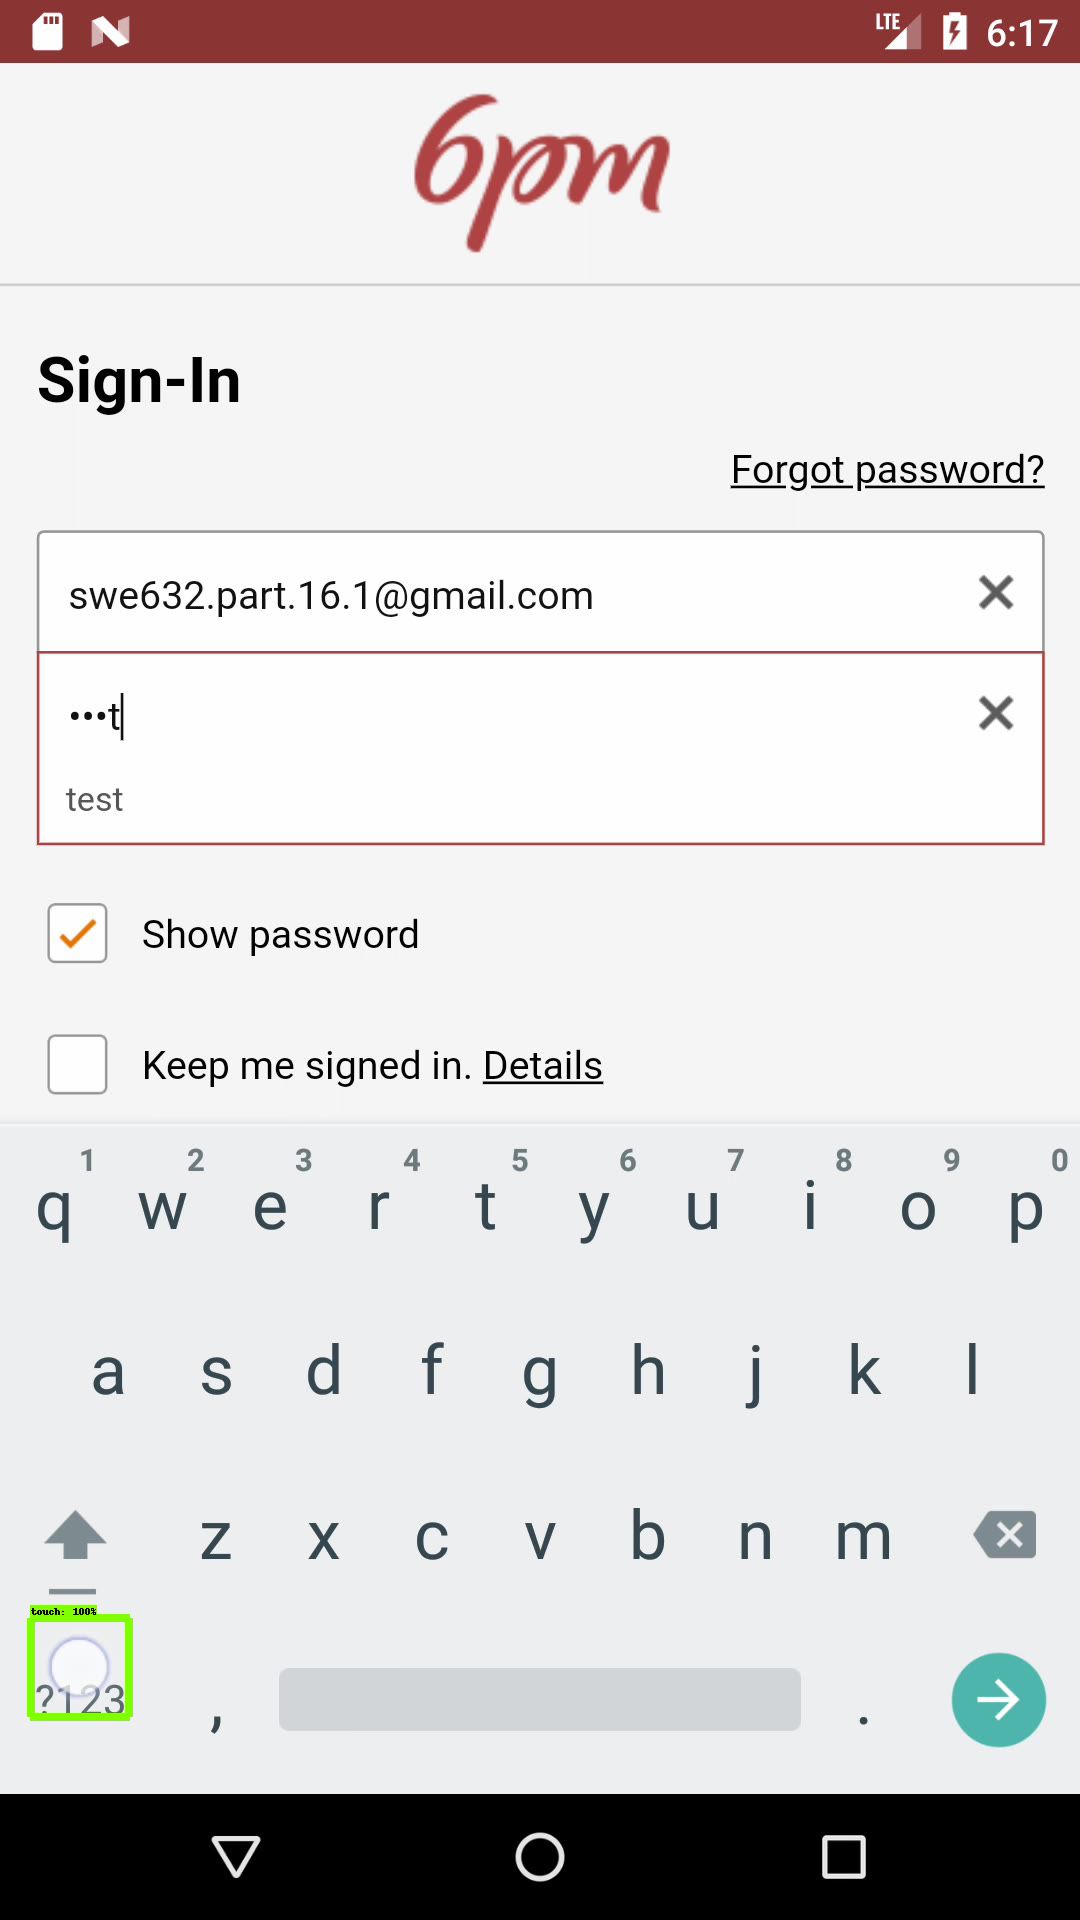 LTE 6:17
6pm
Sign-In
Forgot password?
swe632.part.16.1@gmail.com
•••t
test
Show password
Keep me signed in. Details
1 2 3 4 5 6 7 8 9 0
q w e r t y u i o p
a s d f g h j k l
z x c v b n m
touch: 100%
?123 , .